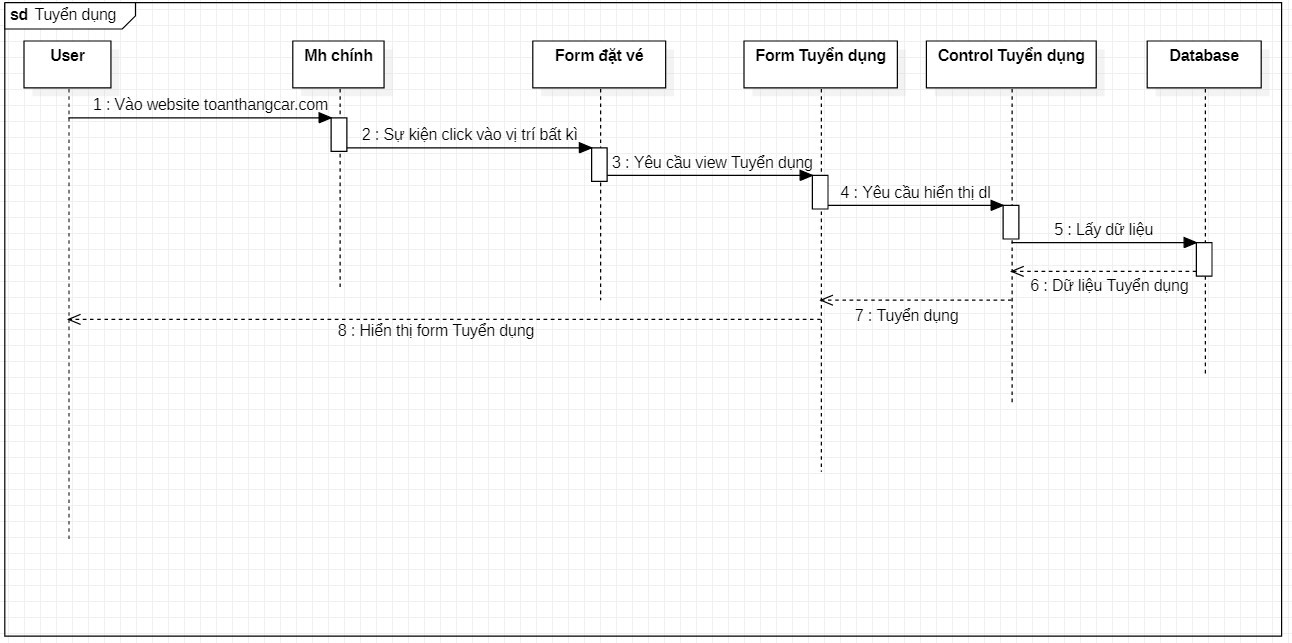 sd Tuyển dụng
User
Mh chính
Form đặt vé
Form Tuyển dụng
Control Tuyển dụng
Database
1 : Vào website toanthangcar.com
2 : Sự kiện click vào vị trí bất kì
3 : Yêu cầu view Tuyển dụng
4 : Yêu cầu hiển thị dl
5 : Lấy dữ liệu
6 : Dữ liệu Tuyển dụng
7 : Tuyển dụng
8 : Hiển thị form Tuyển dụng